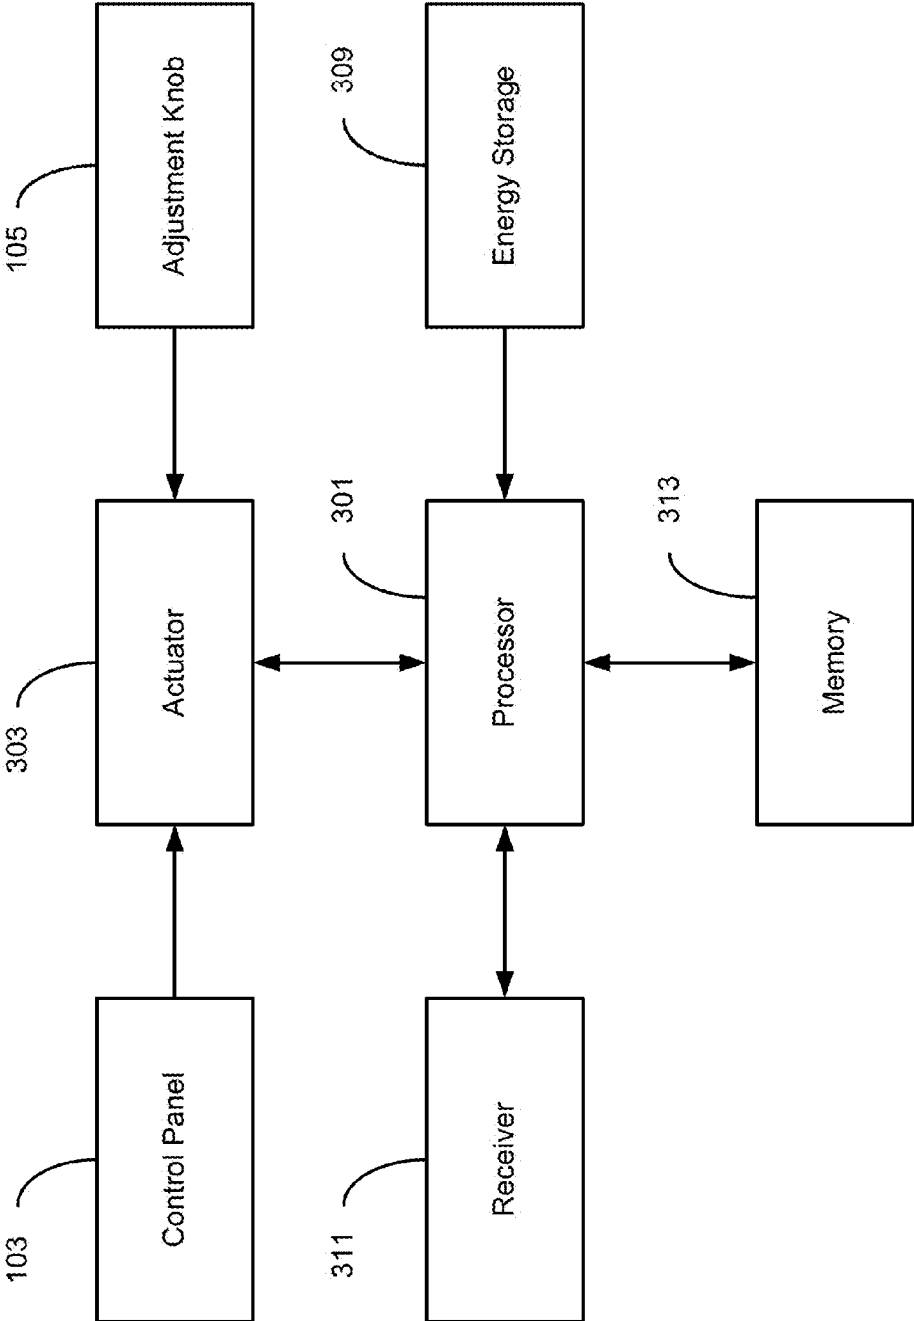 103
Control Panel
303
Actuator
105
Adjustment Knob
311
Receiver
301
Processor
309
Energy Storage
313
Memory